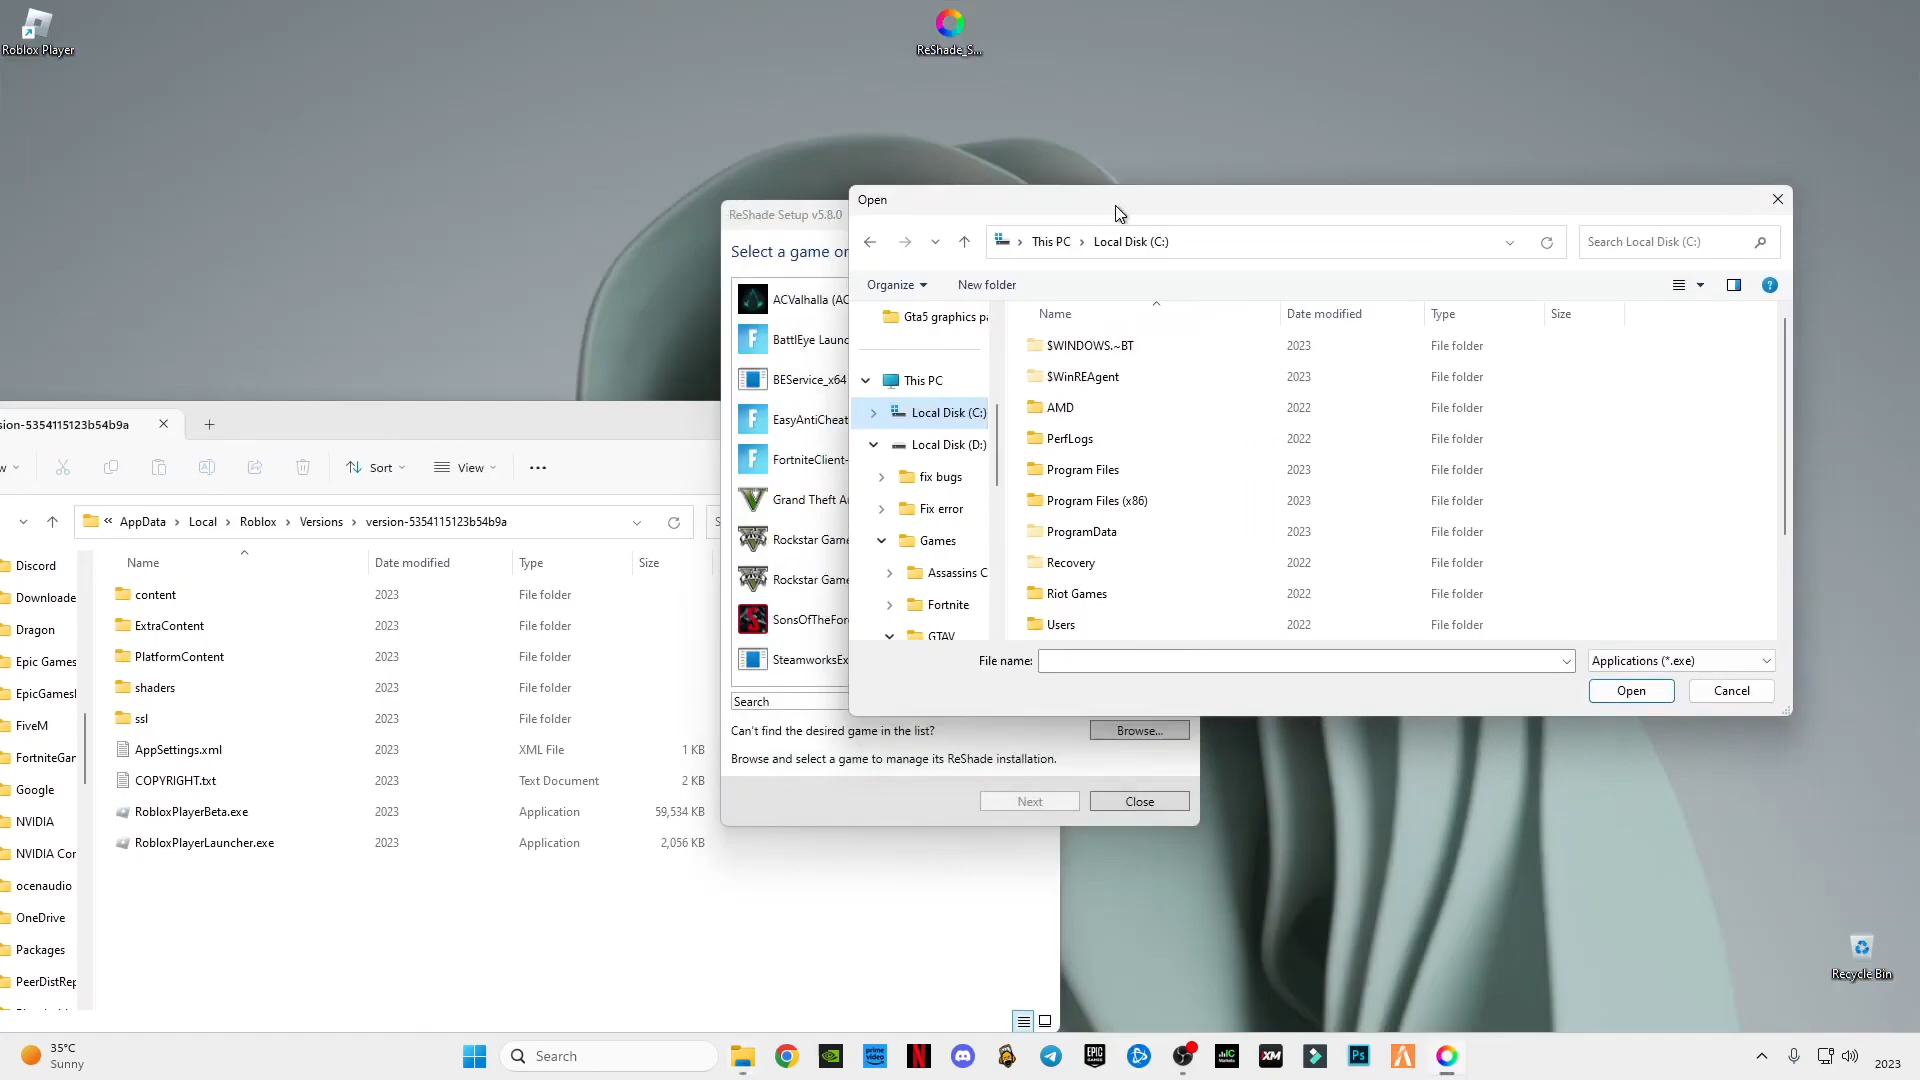 Roblox Player
ReShade_S...
Open
This PC
Local Disk (C:)
Search Local Disk (C:)
Organize
New folder
Gta5 graphics pa
This PC
Local Disk (C:)
Local Disk (D:)
fix bugs
Fix error
Games
Assassins C
Fortnite
GTAV
Name
Date modified
Type
Size
$WINDOWS.~BT 2023 File folder
$WinREAgent 2023 File folder
AMD 2022 File folder
PerfLogs 2022 File folder
Program Files 2023 File folder
Program Files (x86) 2023 File folder
ProgramData 2023 File folder
Recovery 2022 File folder
Riot Games 2022 File folder
Users 2022 File folder
File name:
Applications (*.exe)
Open
Cancel
ReShade Setup v5.8.0
Select a game or
ACValhalla (AC
BattlEye Launc
BEService_x64
EasyAntiCheat
FortniteClient-
Grand Theft Au
Rockstar Game
Rockstar Game
SonsOfTheFor
SteamworksEx
Search
Can't find the desired game in the list?
Browse...
Browse and select a game to manage its ReShade installation.
Next
Close
sion-5354115123b54b9a
w
Sort
View
AppData
Local
Roblox
Versions
version-5354115123b54b9a
S
Discord
Downloade
Dragon
Epic Games
EpicGamesL
FiveM
FortniteGar
Google
NVIDIA
NVIDIA Cor
ocenaudio
OneDrive
Packages
PeerDistRep
Name
Date modified
Type
Size
content 2023 File folder
ExtraContent 2023 File folder
PlatformContent 2023 File folder
shaders 2023 File folder
ssl 2023 File folder
AppSettings.xml 2023 XML File 1 KB
COPYRIGHT.txt 2023 Text Document 2 KB
RobloxPlayerBeta.exe 2023 Application 59,534 KB
RobloxPlayerLauncher.exe 2023 Application 2,056 KB
Recycle Bin
35°C
Sunny
Search
prime video
EPIC GAMES
XM
Ps
2023